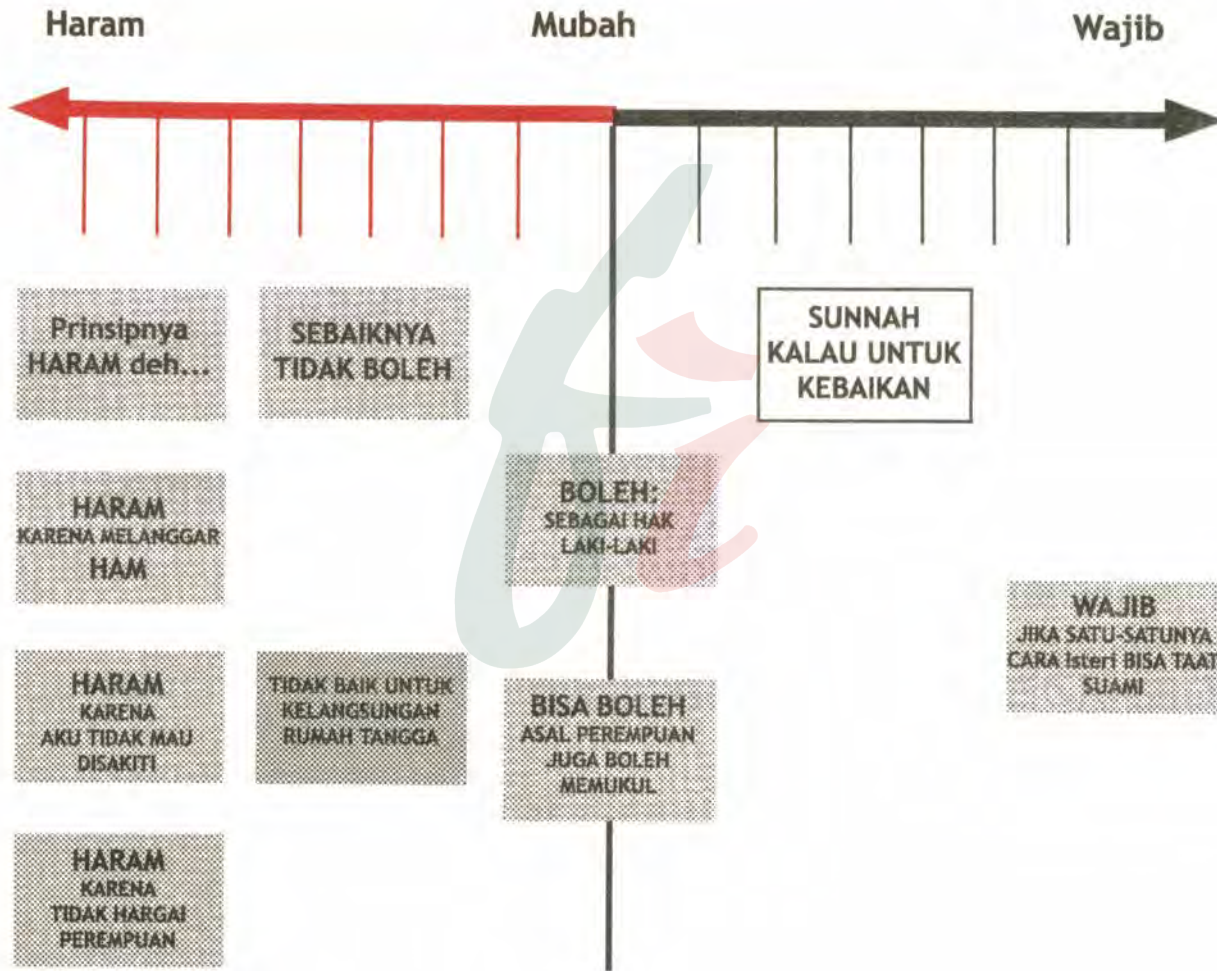 Haram
Mubah
Wajib
Prinsipnya
HARAM deh...
SEBAIKNYA
TIDAK BOLEH
SUNNAH
KALAU UNTUK
KEBAIKAN
HARAM
KARENA MELANGGAR
HAM
BOLEH:
SEBAGAI HAK
LAKI-LAKI
WAJIB
JIKA SATU-SATUNYA
CARA Isteri BISA TAAT
SUAMI
HARAM
KARENA
AKU TIDAK MAU
DISAKITI
TIDAK BAIK UNTUK
KELANGSUNGAN
RUMAH TANGGA
BISA BOLEH
ASAL PEREMPUAN
JUGA BOLEH
MEMUKUL
HARAM
KARENA
TIDAK HARGAI
PEREMPUAN